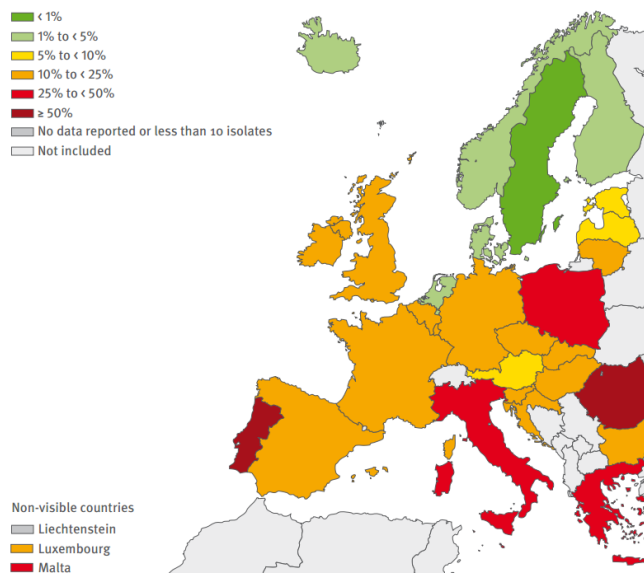 < 1%
1% to < 5%
5% to < 10%
10% to < 25%
25% to < 50%
≥ 50%
No data reported or less than 10 isolates
Not included
Non-visible countries
Liechtenstein
Luxembourg
Malta